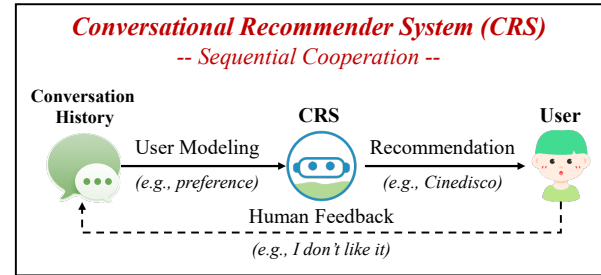 Conversational Recommender System (CRS)
-- Sequential Cooperation --
Conversation
History
CRS
User
User Modeling
Recommendation
(e.g., preference)
(e.g., Cinedisco)
Human Feedback
(e.g., I don't like it)